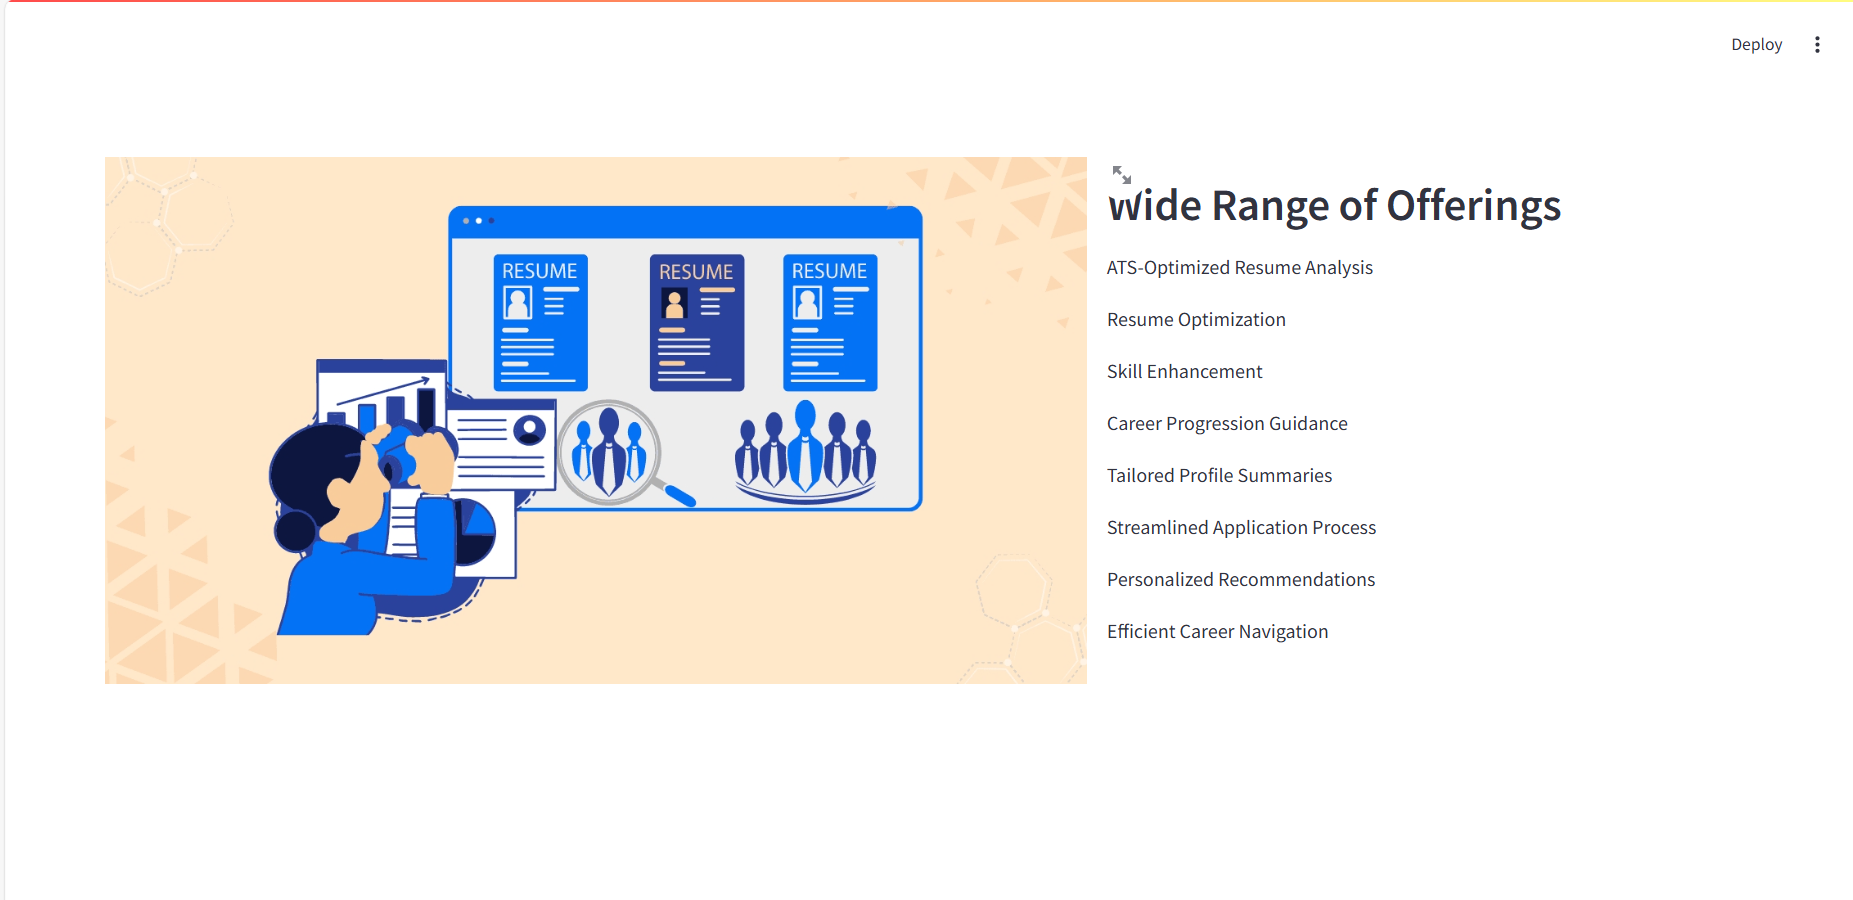 Deploy
RESUME
RESUME
RESUME
Wide Range of Offerings
ATS-Optimized Resume Analysis
Resume Optimization
Skill Enhancement
Career Progression Guidance
Tailored Profile Summaries
Streamlined Application Process
Personalized Recommendations
Efficient Career Navigation